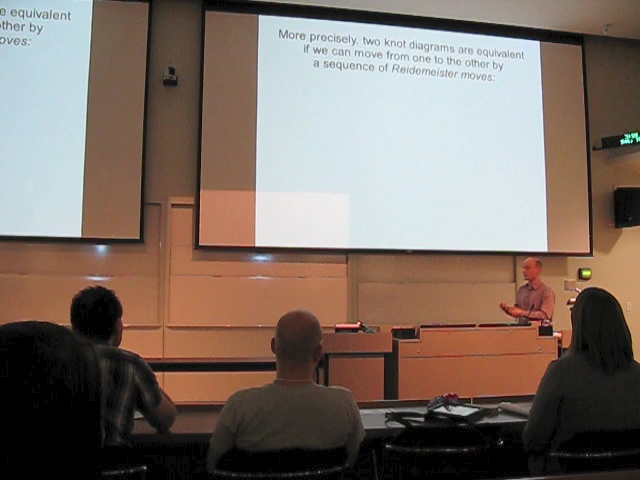 e equivalent
other by
oves:
More precisely, two knot diagrams are equivalent
if we can move from one to the other by
a sequence of Reidemeister moves: